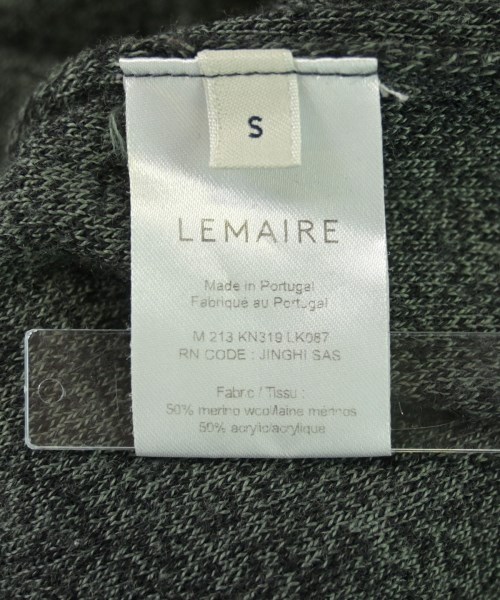 S
LEMAIRE
Made in Portugal
Fabriqué au Portugal
M 213 KN319 LK087
RN CODE : JINGHI SAS
Fabric / Tissu :
50% merino wool/laine mérinos
50% acrylic/acrylique